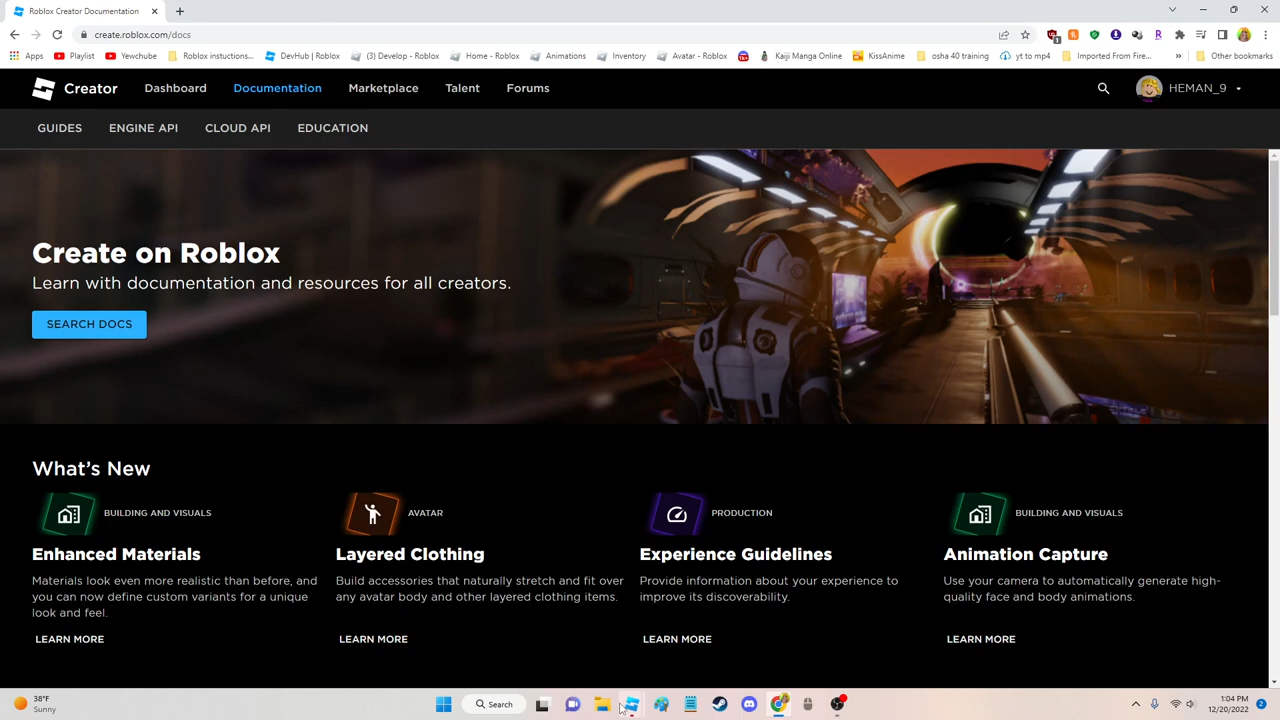 Roblox Creator Documentation
create.roblox.com/docs
1
Apps
Playlist
Yewchube
Roblox instuctions...
DevHub | Roblox
(3) Develop - Roblox
Home - Roblox
Animations
Inventory
Avatar - Roblox
Kaiji Manga Online
KissAnime
osha 40 training
yt to mp4
Imported From Fire...
»
Other bookmarks
Creator
Dashboard
Documentation
Marketplace
Talent
Forums
HEMAN_9
GUIDES
ENGINE API
CLOUD API
EDUCATION
Create on Roblox
Learn with documentation and resources for all creators.
SEARCH DOCS
What's New
BUILDING AND VISUALS
Enhanced Materials
Materials look even more realistic than before, and
you can now define custom variants for a unique
look and feel.
LEARN MORE
AVATAR
Layered Clothing
Build accessories that naturally stretch and fit over
any avatar body and other layered clothing items.
LEARN MORE
PRODUCTION
Experience Guidelines
Provide information about your experience to
improve its discoverability.
LEARN MORE
BUILDING AND VISUALS
Animation Capture
Use your camera to automatically generate high-
quality face and body animations.
LEARN MORE
38°F
Sunny
Search
1:04 PM
12/20/2022
2